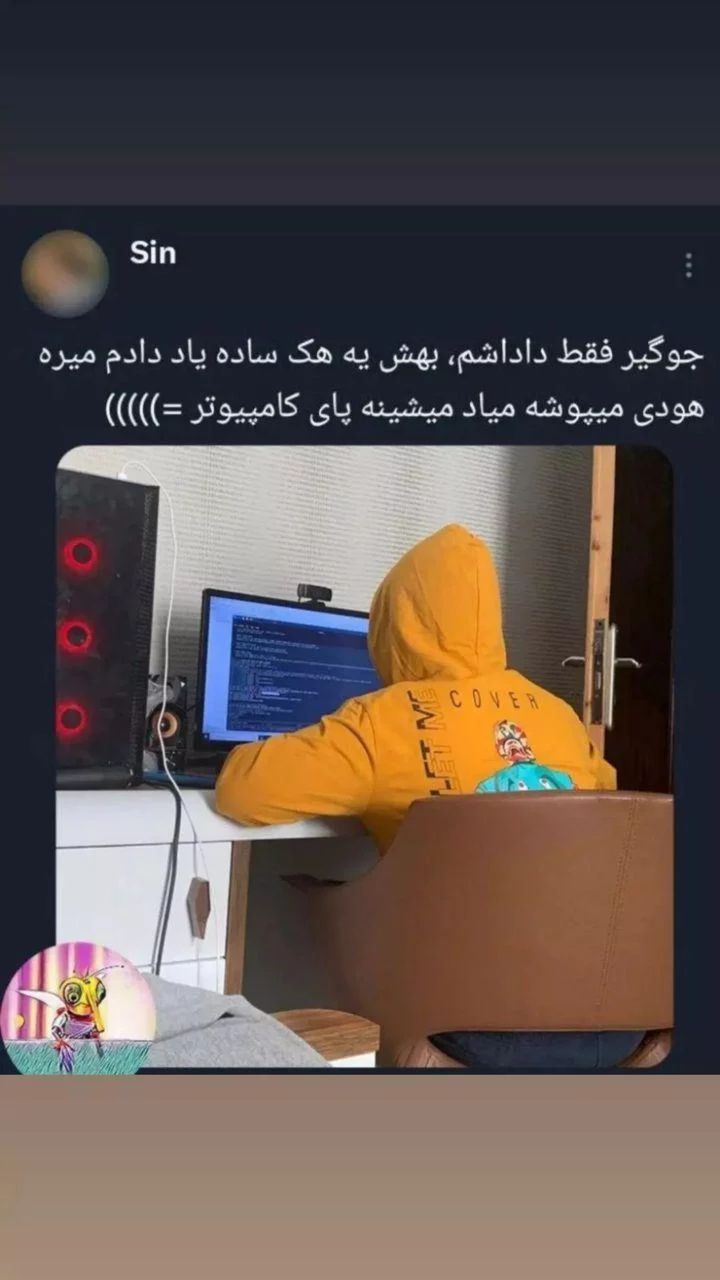 Sin
جوگیر فقط داداشم، بهش یه هک ساده یاد دادم میره
هودی میپوشه میاد میشینه پای کامپیوتر =)))))
LET ME
COVER